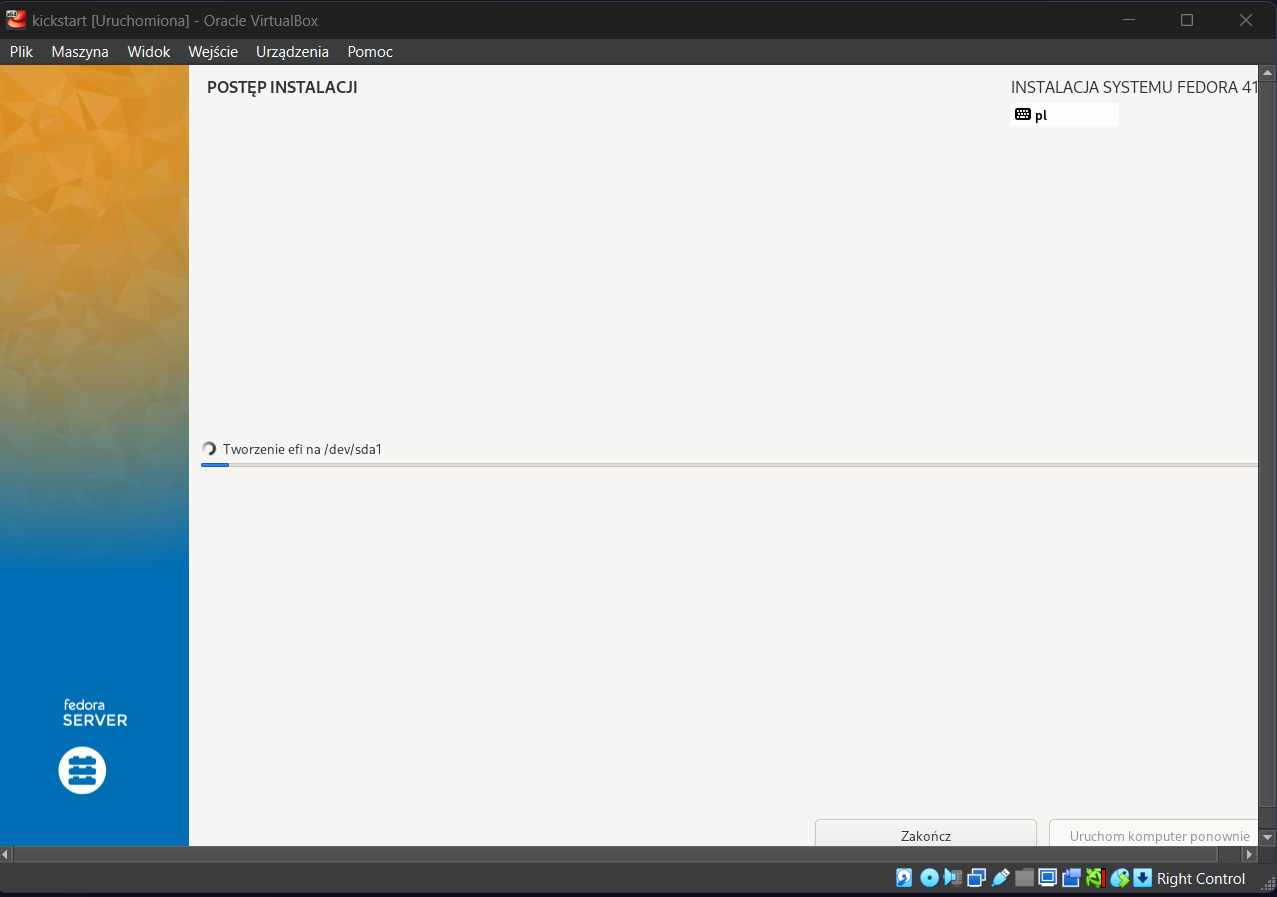 kickstart [Uruchomiona] - Oracle VirtualBox
Plik Maszyna Widok Wejście Urządzenia Pomoc
POSTĘP INSTALACJI
INSTALACJA SYSTEMU FEDORA 41
pl
Tworzenie efi na /dev/sda1
fedora
SERVER
Zakończ
Uruchom komputer ponownie
Right Control